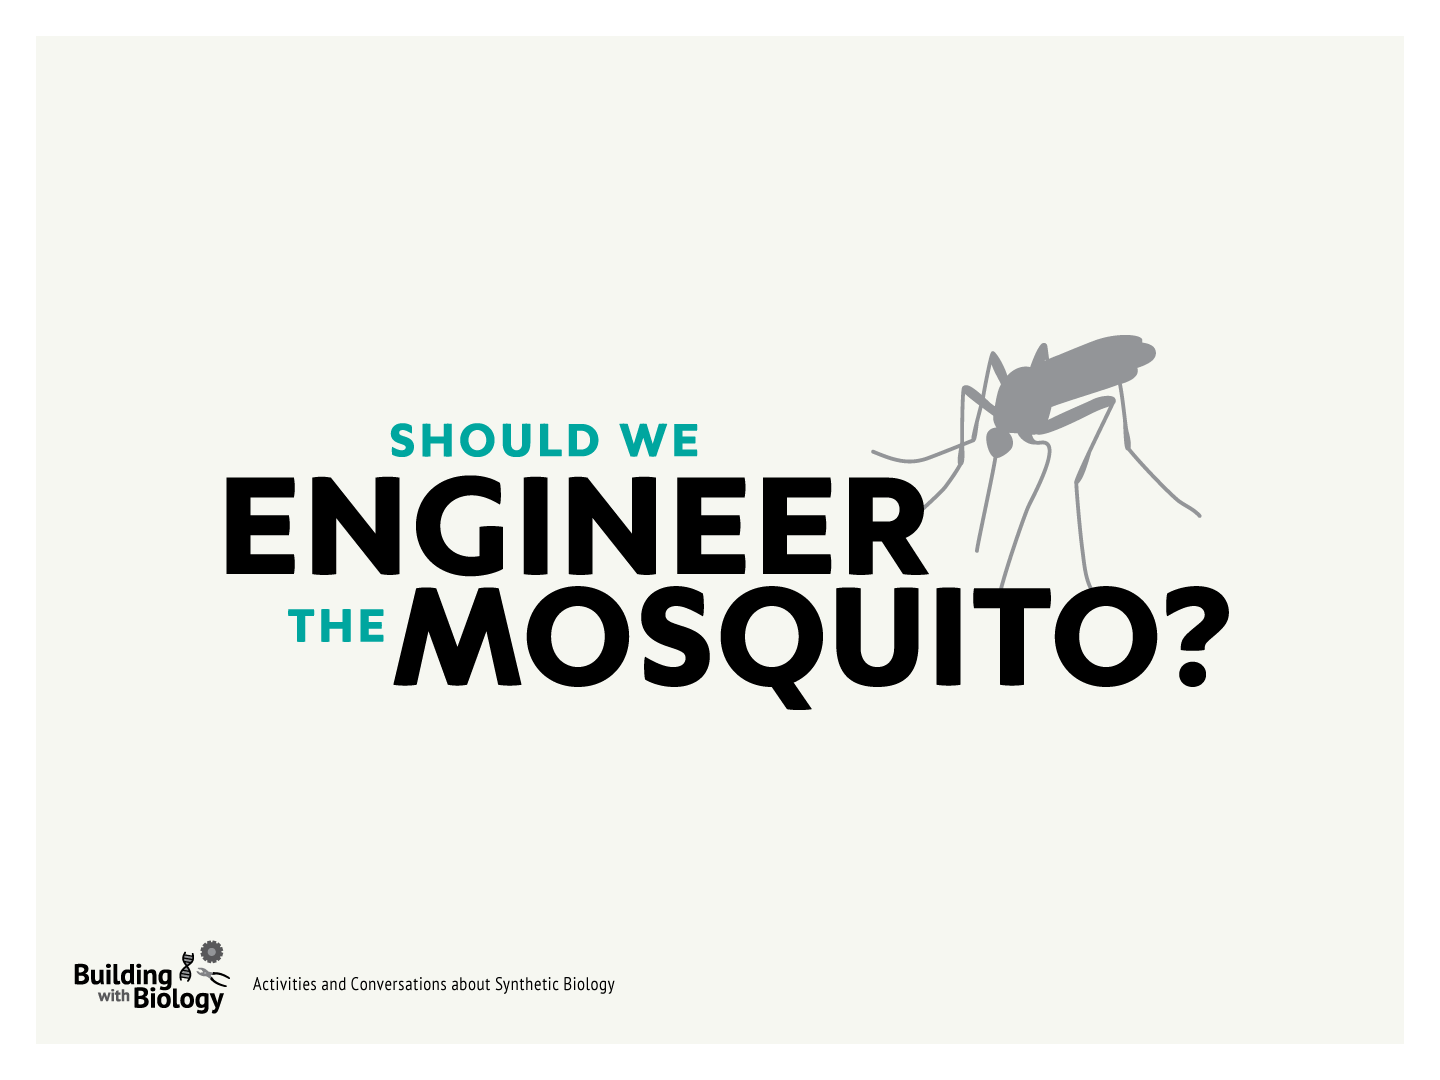 SHOULD WE
ENGINEER
THE MOSQUITO?
Building
with Biology
Activities and Conversations about Synthetic Biology